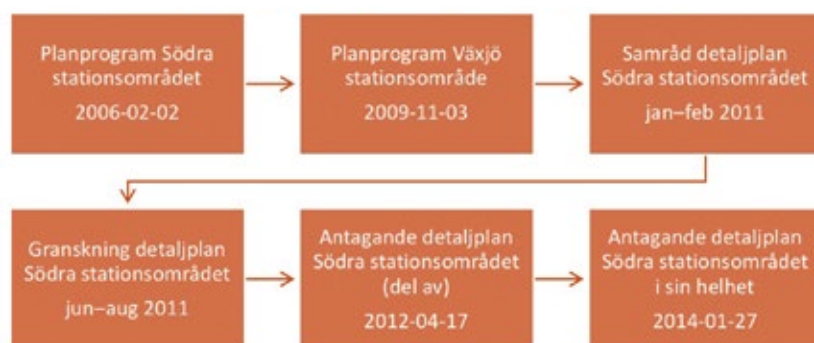 Planprogram Södra
stationsområdet
2006-02-02
Planprogram Växjö
stationsområde
2009-11-03
Samråd detaljplan
Södra stationsområdet
jan–feb 2011
Granskning detaljplan
Södra stationsområdet
jun–aug 2011
Antagande detaljplan
Södra stationsområdet
(del av)
2012-04-17
Antagande detaljplan
Södra stationsområdet
i sin helhet
2014-01-27